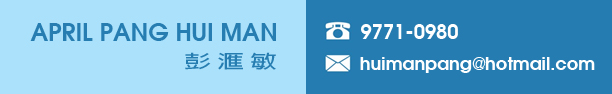 APRIL PANG HUI MAN
彭滙敏
9771-0980
huimanpang@hotmail.com